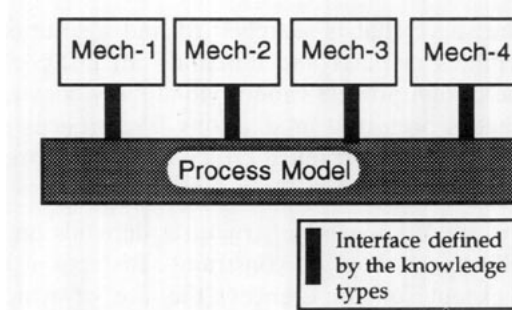 Mech-1 Mech-2 Mech-3 Mech-4
Process Model
Interface defined
by the knowledge
types